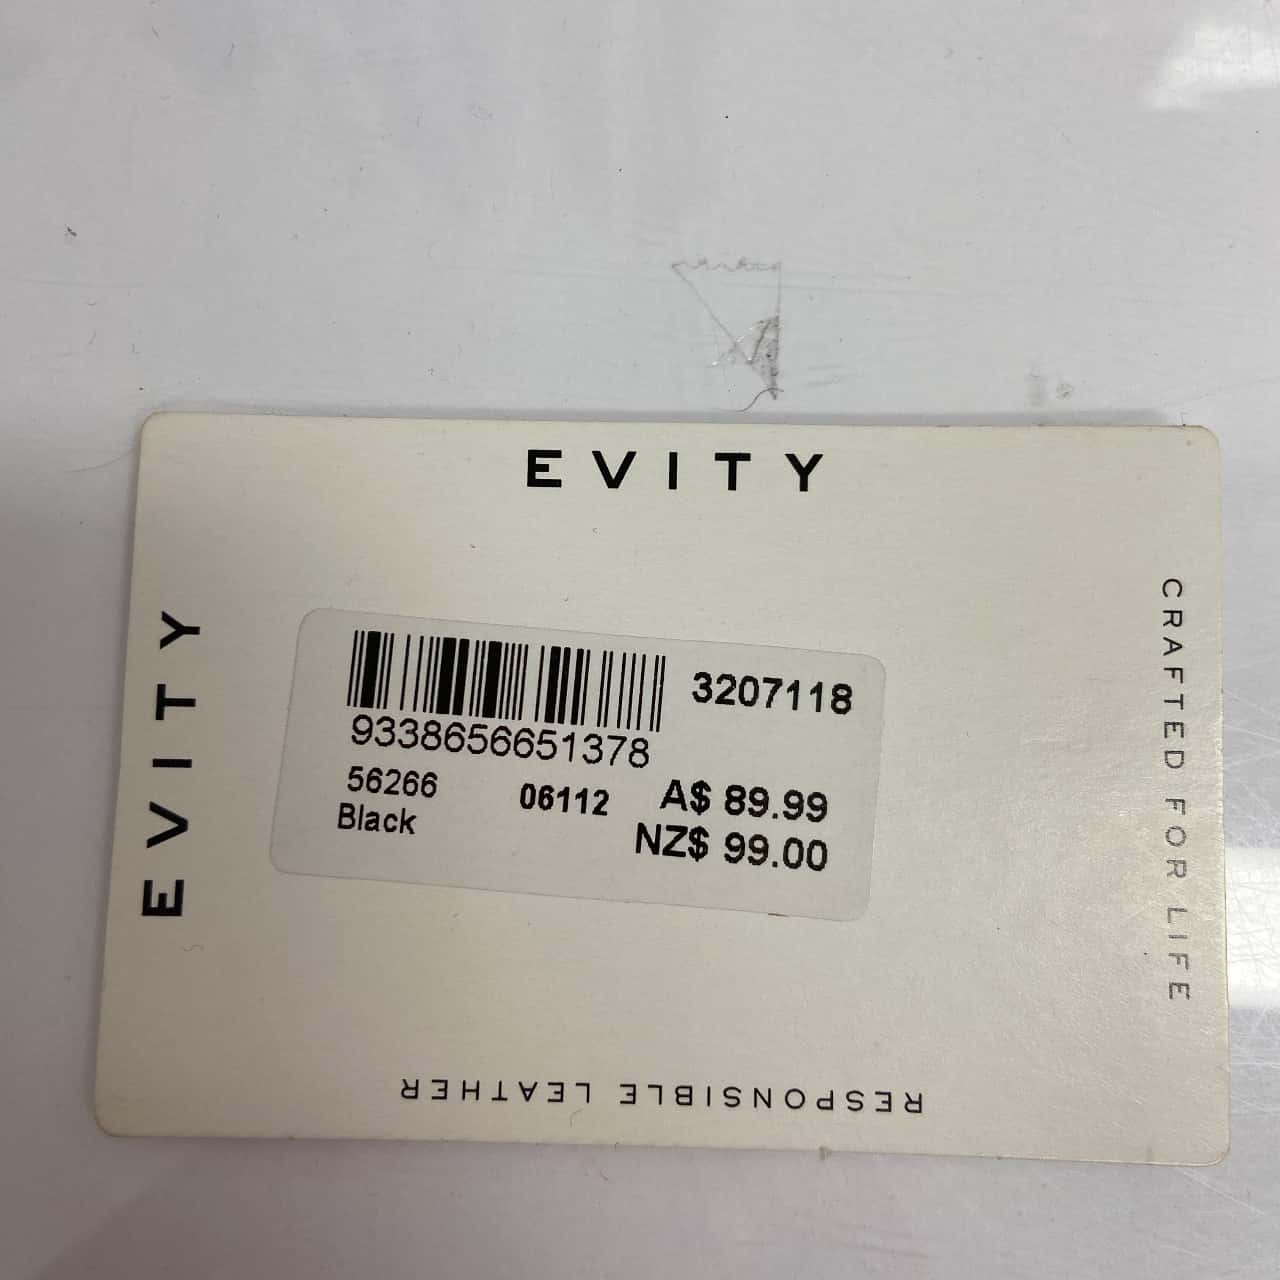 EVITY
EVITY
3207118
9338656651378
56266
06112
A$ 89.99
Black
NZ$ 99.00
CRAFTED FOR LIFE
RESPONSIBLE LEATHER